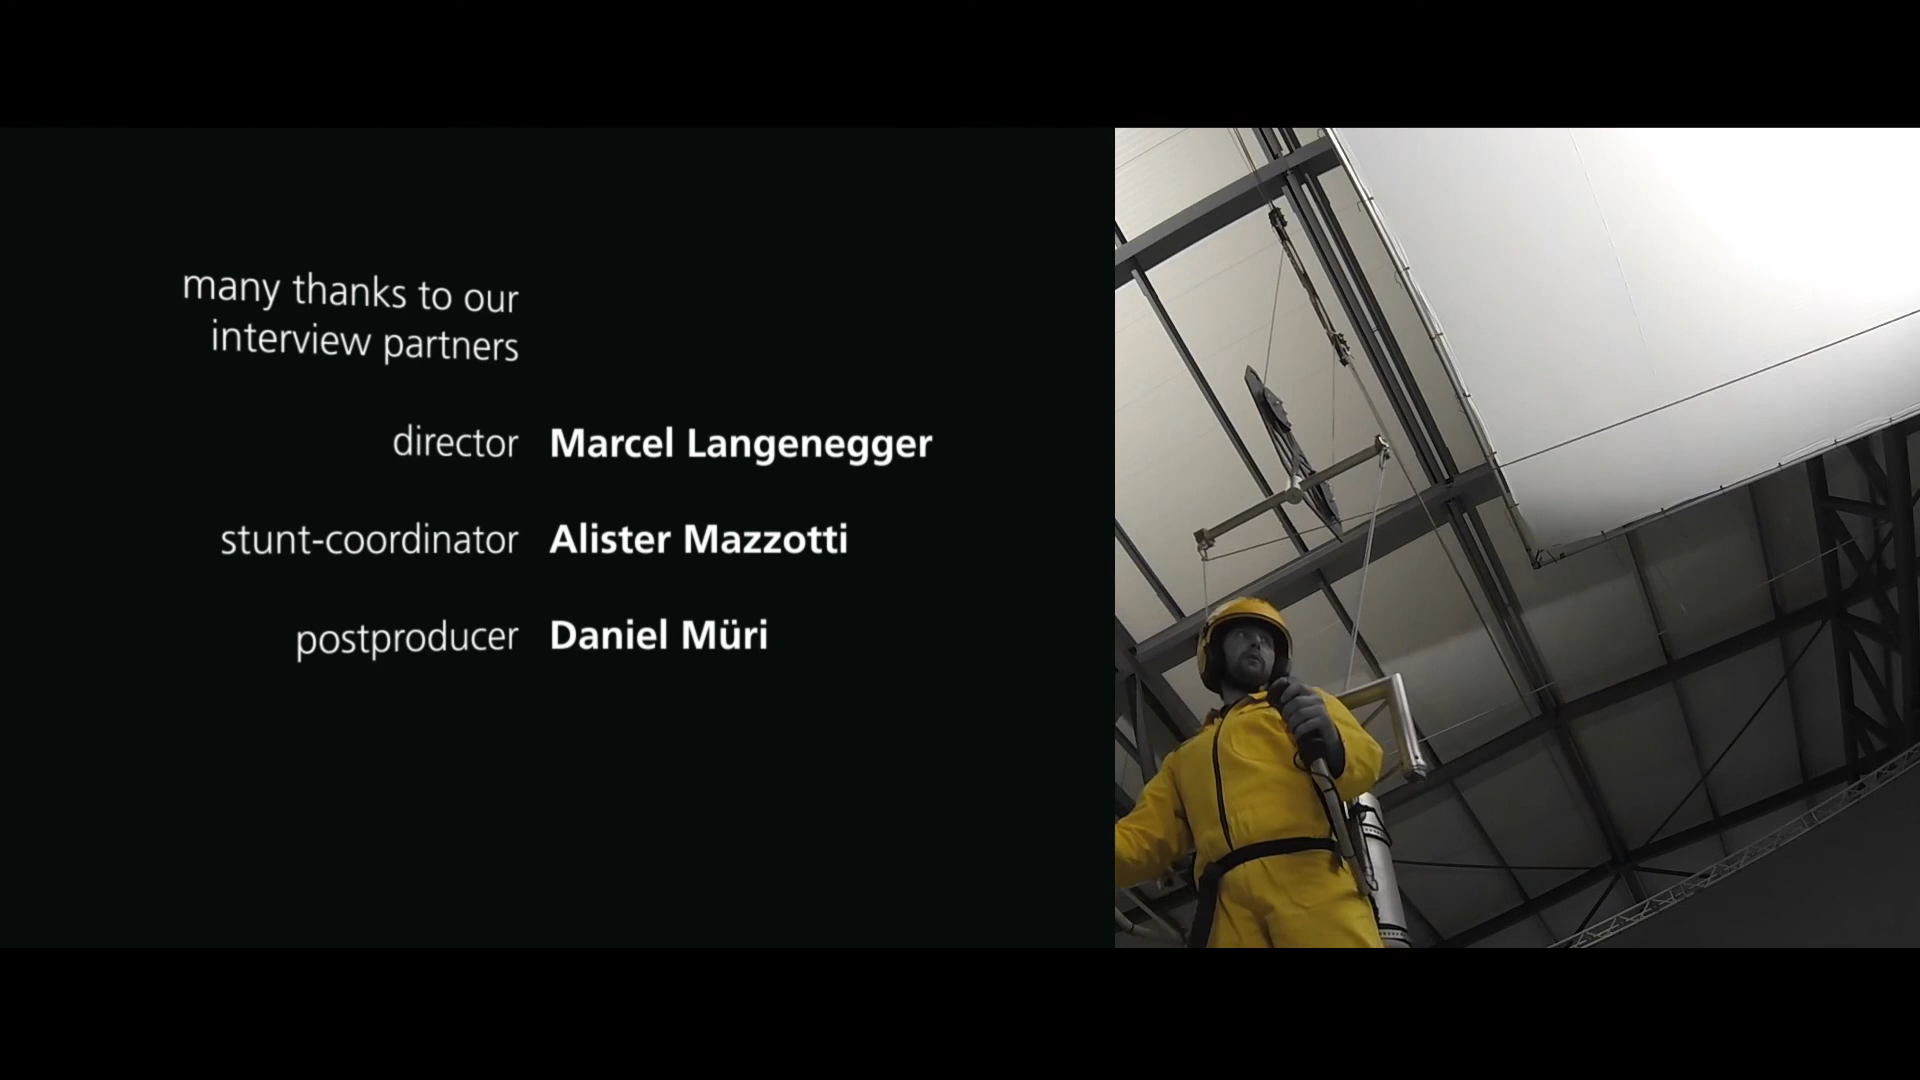 many thanks to our
interview partners
director Marcel Langenegger
stunt-coordinator Alister Mazzotti
postproducer Daniel Müri